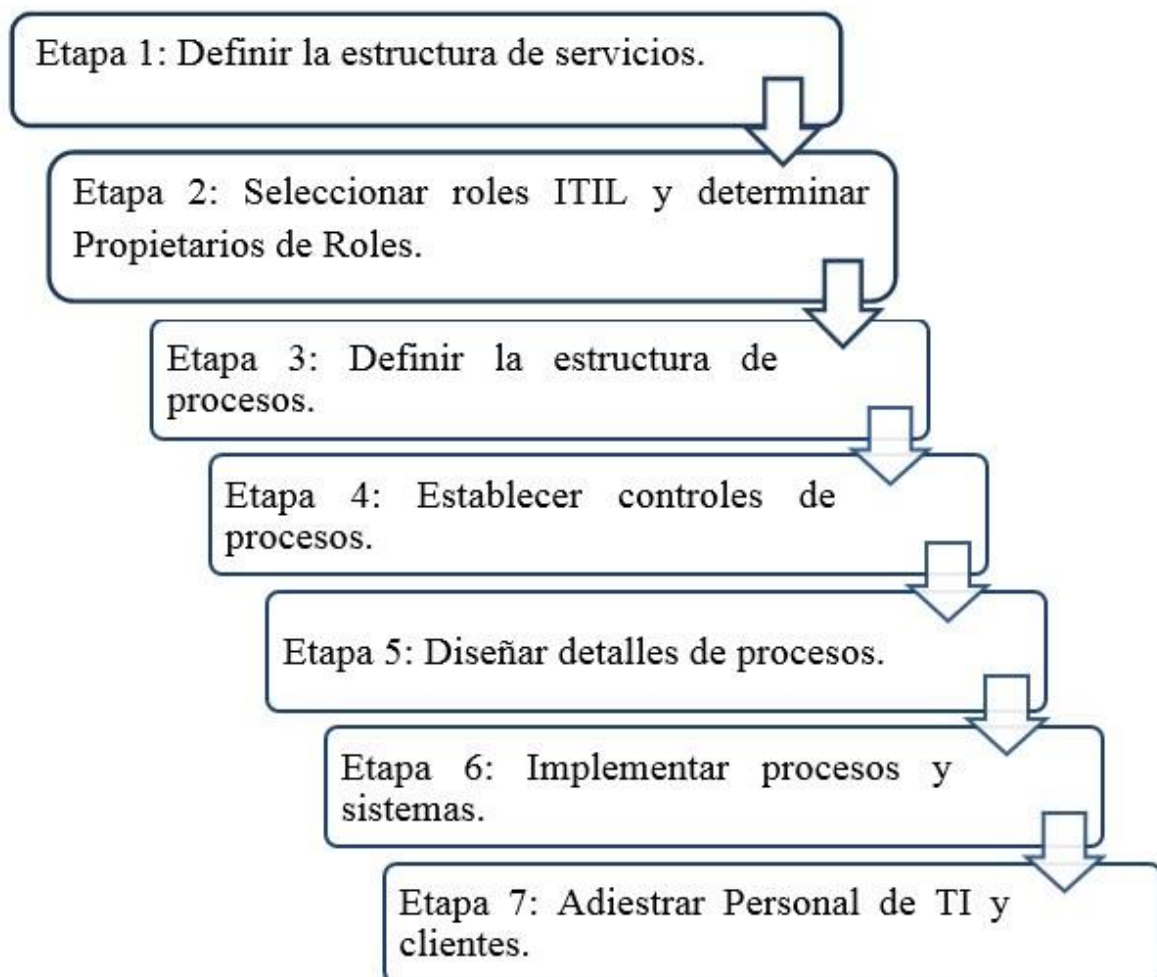 Etapa 1: Definir la estructura de servicios.
Etapa 2: Seleccionar roles ITIL y determinar
Propietarios de Roles.
Etapa 3: Definir la estructura de
procesos.
Etapa 4: Establecer controles de
procesos.
Etapa 5: Diseñar detalles de procesos.
Etapa 6: Implementar procesos y
sistemas.
Etapa 7: Adiestrar Personal de TI y
clientes.